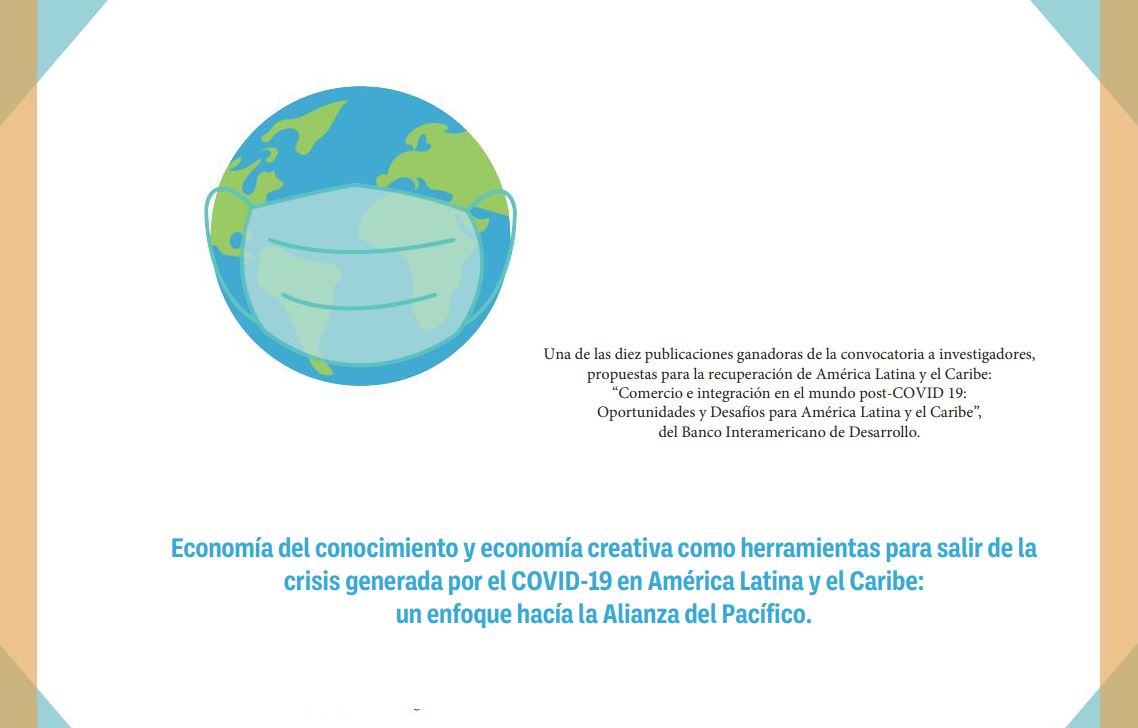 Una de las diez publicaciones ganadoras de la convocatoria a investigadores,
propuestas para la recuperación de América Latina y el Caribe:
“Comercio e integración en el mundo post-COVID 19:
Oportunidades y Desafíos para América Latina y el Caribe”,
del Banco Interamericano de Desarrollo.
Economía del conocimiento y economía creativa como herramientas para salir de la
crisis generada por el COVID-19 en América Latina y el Caribe:
un enfoque hacía la Alianza del Pacífico.